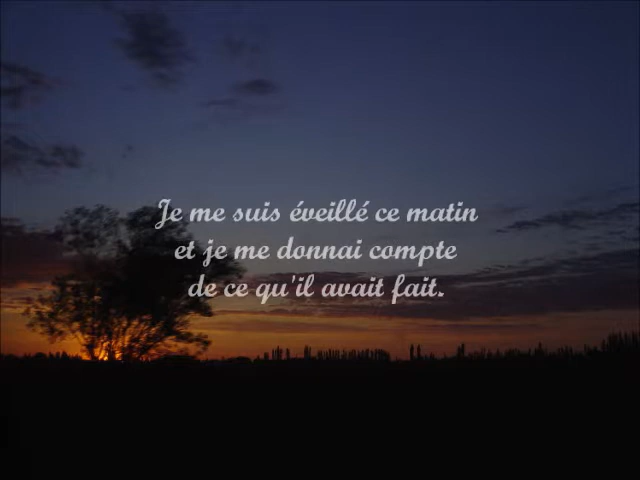 Je me suis éveillé ce matin
et je me donnai compte
de ce qu'il avait fait.